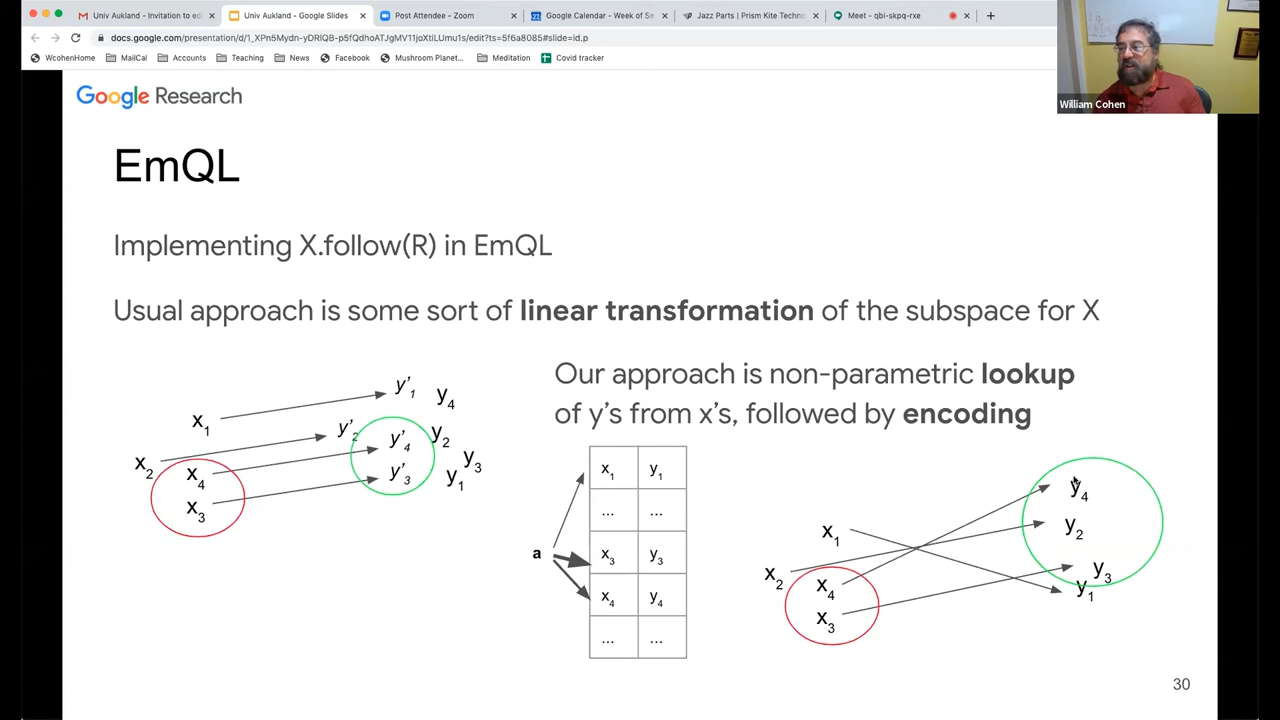 Univ Aukland - Invitation to ed
Univ Aukland - Google Slides
Post Attendee - Zoom
Google Calendar - Week of Se
Jazz Parts | Prism Kite Techno
Meet - qbi-skpq-rxe
docs.google.com/presentation/d/1_XPn5Mydn-yDRlQB-p5fQdhoATJgMV11joXtlLUmu1s/edit?ts=5f6a8085#slide=id.p
WcohenHome
MailCal
Accounts
Teaching
News
Facebook
Mushroom Planet...
Meditation
Covid tracker
William Cohen
Google Research
EmQL
Implementing X.follow(R) in EmQL
Usual approach is some sort of linear transformation of the subspace for X
Our approach is non-parametric lookup
of y's from x's, followed by encoding
x1
x2
x4
x3
y'1
y'2
y'4
y'3
y4
y2
y3
y1
a
x1 y1
... ...
x3 y3
x4 y4
... ...
x1
x2
x4
x3
y4
y2
y3
y1
30